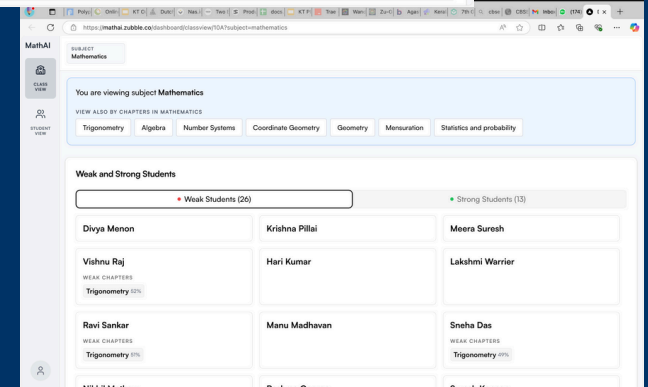 https://mathai.zubble.co/dashboard/classview/10A?subject=mathematics
MathAI
SUBJECT
Mathematics
CLASS
VIEW
STUDENT
VIEW
You are viewing subject Mathematics
VIEW ALSO BY CHAPTERS IN MATHEMATICS
Trigonometry Algebra Number Systems Coordinate Geometry Geometry Mensuration Statistics and probability
Weak and Strong Students
Weak Students (26) Strong Students (13)
Divya Menon Krishna Pillai Meera Suresh
Vishnu Raj Hari Kumar Lakshmi Warrier
WEAK CHAPTERS
Trigonometry 52%
Ravi Sankar Manu Madhavan Sneha Das
WEAK CHAPTERS WEAK CHAPTERS
Trigonometry Trigonometry 49%